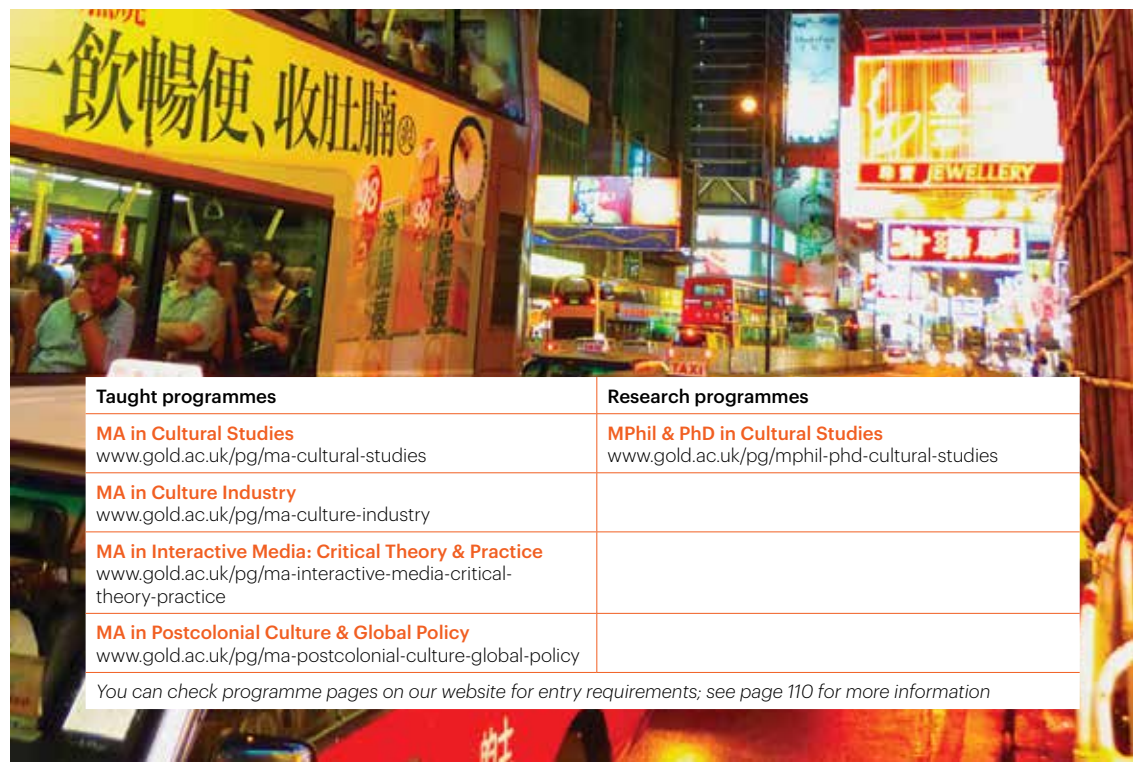 一飲暢便、收肚腩
98
98
JEWELLERY
TAXI
Taught programmes
Research programmes
MA in Cultural Studies
www.gold.ac.uk/pg/ma-cultural-studies
MPhil & PhD in Cultural Studies
www.gold.ac.uk/pg/mphil-phd-cultural-studies
MA in Culture Industry
www.gold.ac.uk/pg/ma-culture-industry
MA in Interactive Media: Critical Theory & Practice
www.gold.ac.uk/pg/ma-interactive-media-critical-
theory-practice
MA in Postcolonial Culture & Global Policy
www.gold.ac.uk/pg/ma-postcolonial-culture-global-policy
You can check programme pages on our website for entry requirements; see page 110 for more information
的士